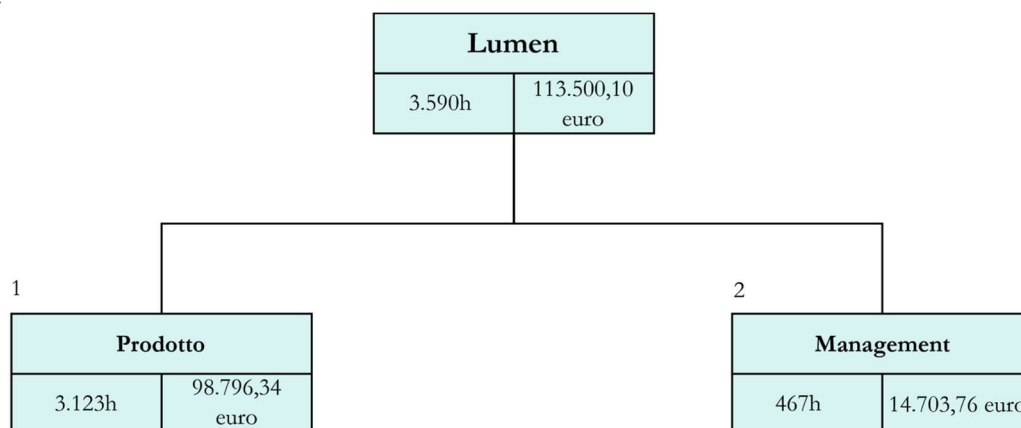 Lumen
3.590h
113.500,10
euro
1
2
Prodotto
Management
3.123h
98.796,34
euro
467h
14.703,76 euro